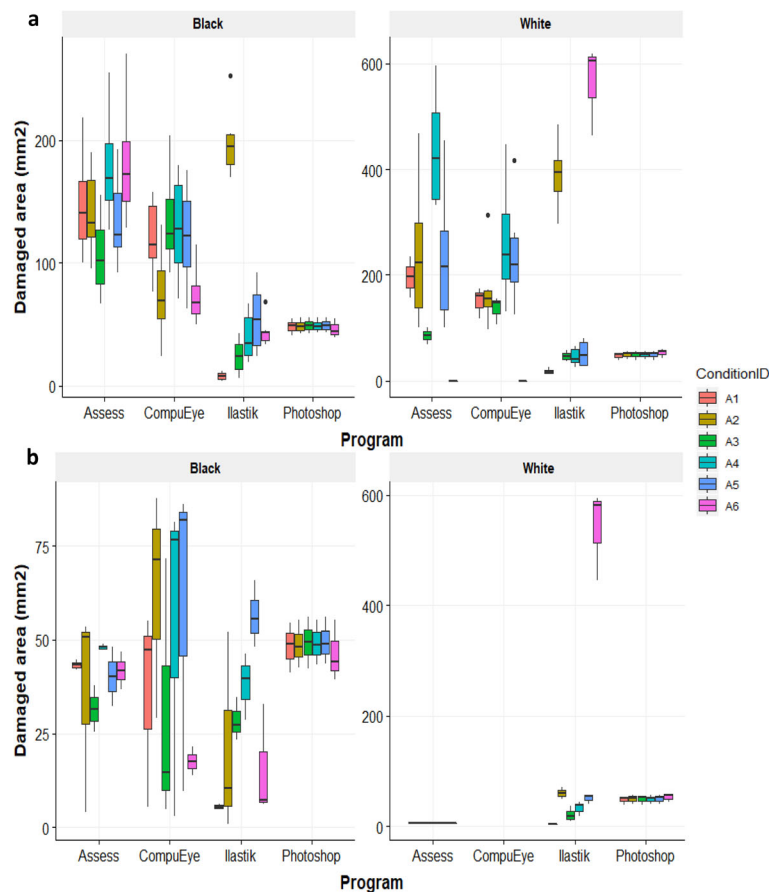 a
Black
White
Damaged area (mm2)
200
100
0
600
400
200
0
Assess CompuEye Ilastik Photoshop
Assess CompuEye Ilastik Photoshop
Program
ConditionID
A1
A2
A3
A4
A5
A6
b
Black
White
Damaged area (mm2)
75
50
25
0
600
400
200
0
Assess CompuEye Ilastik Photoshop
Assess CompuEye Ilastik Photoshop
Program